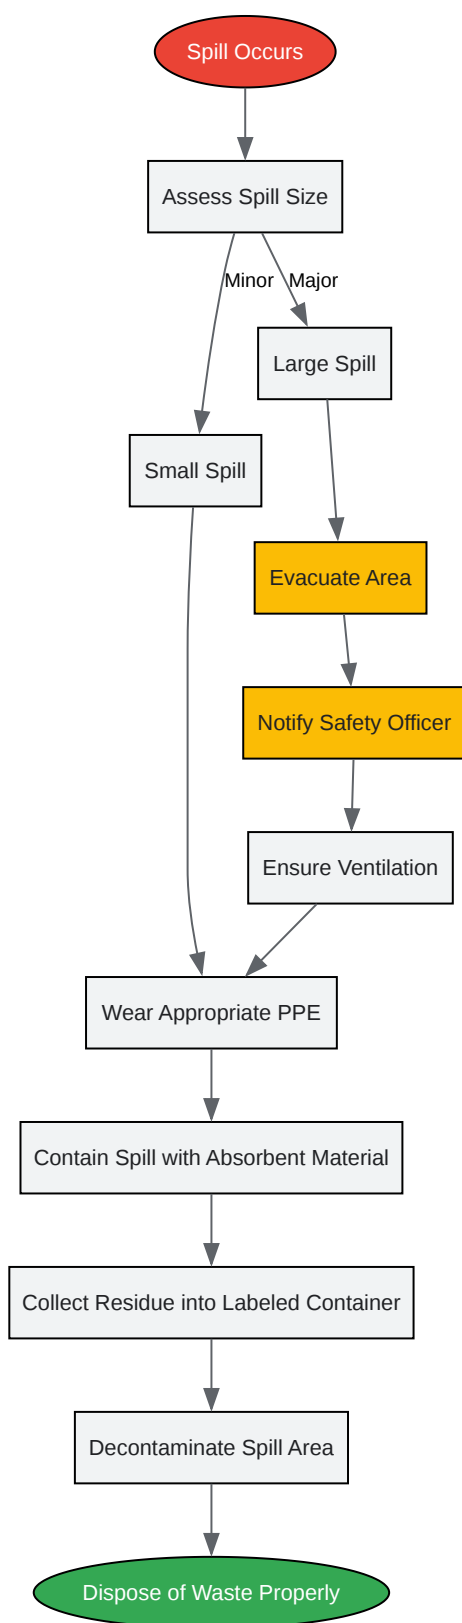 Spill Occurs
Assess Spill Size
Minor
Major
Large Spill
Small Spill
Evacuate Area
Notify Safety Officer
Ensure Ventilation
Wear Appropriate PPE
Contain Spill with Absorbent Material
Collect Residue into Labeled Container
Decontaminate Spill Area
Dispose of Waste Properly